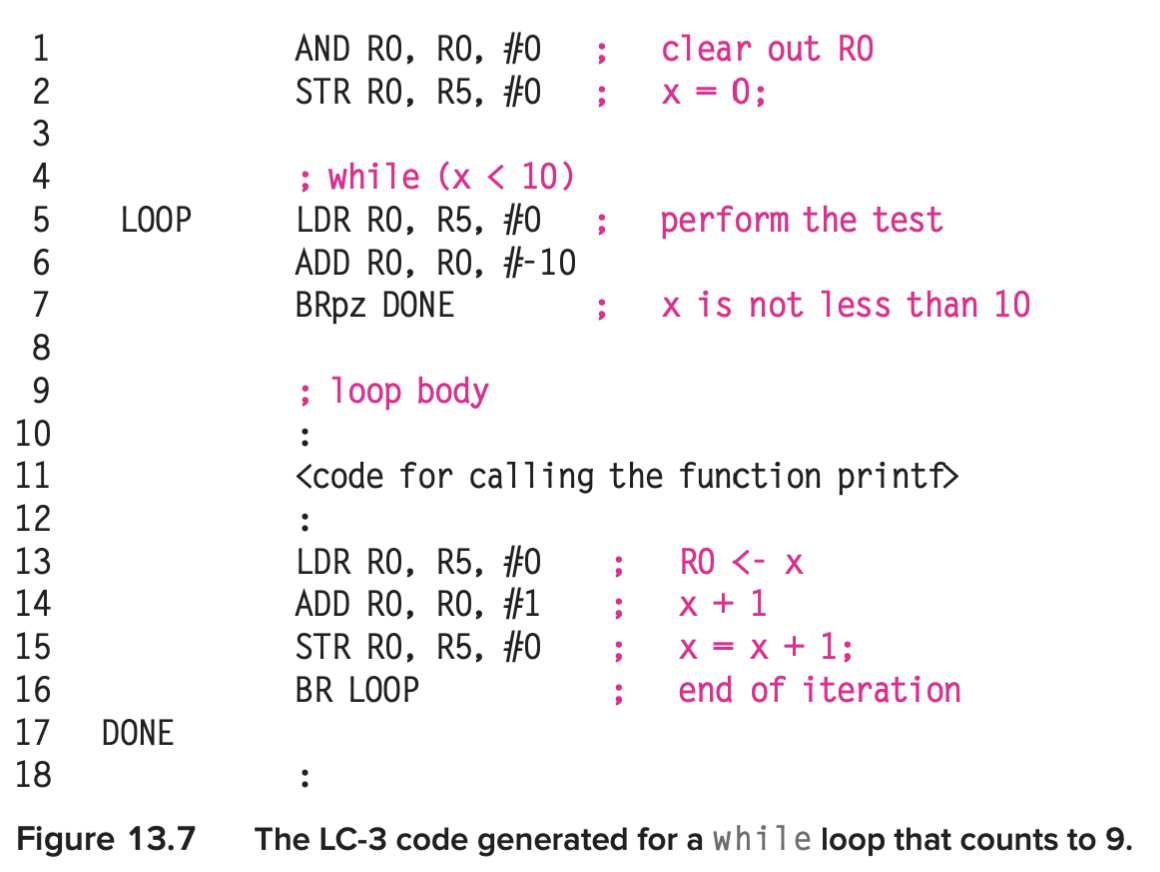 1 AND R0, R0, #0 ; clear out R0
2 STR R0, R5, #0 ; x = 0;
3
4 ; while (x < 10)
5 LOOP LDR R0, R5, #0 ; perform the test
6 ADD R0, R0, #-10
7 BRpz DONE ; x is not less than 10
8
9 ; loop body
10 :
11 <code for calling the function printf>
12 :
13 LDR R0, R5, #0 ; R0 <- x
14 ADD R0, R0, #1 ; x + 1
15 STR R0, R5, #0 ; x = x + 1;
16 BR LOOP ; end of iteration
17 DONE
18 :
Figure 13.7 The LC-3 code generated for a while loop that counts to 9.